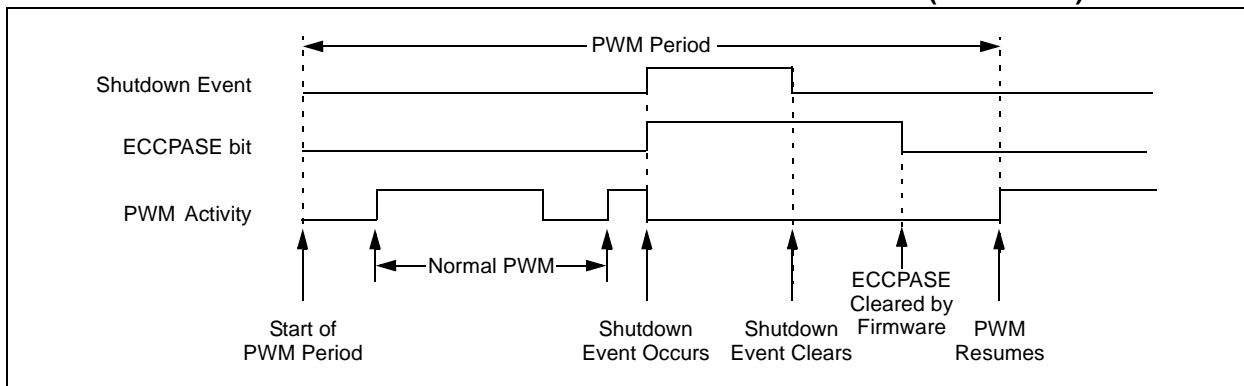 PWM Period
Shutdown Event
ECCPASE bit
PWM Activity
Normal PWM
Start of
PWM Period
Shutdown
Event Occurs
Shutdown
Event Clears
ECCPASE
Cleared by
Firmware
PWM
Resumes